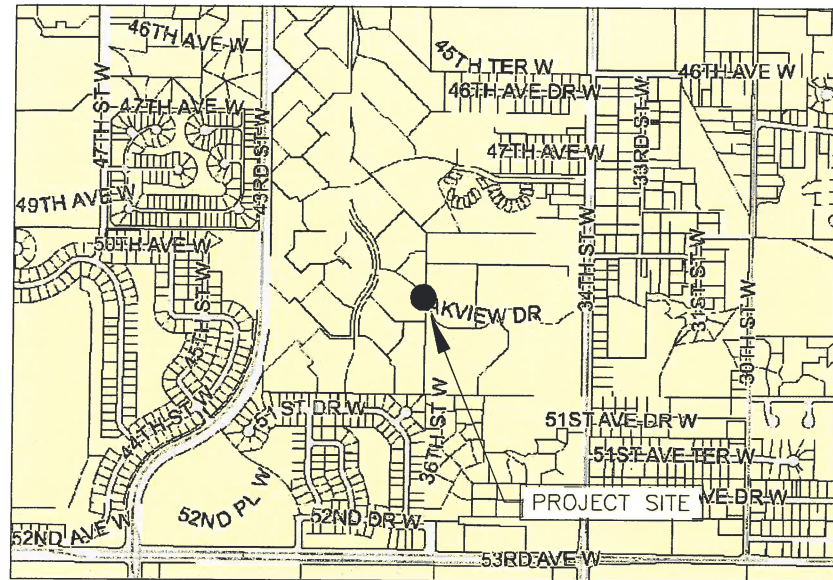 46TH AVE W
45TH TER W
46TH AVE W
46TH AVE DR W
47TH ST W
47TH AVE W
43RD ST W
47TH AVE W
33RD ST W
49TH AVE W
50TH AVE W
45TH ST W
34TH ST W
31ST ST W
30TH ST W
AKVIEW DR
44TH ST W
51ST DR W
36TH ST W
51ST AVE DR W
51ST AVE TER W
52ND AVE W
52ND PL W
52ND DR W
PROJECT SITE
AVE DR W
53RD AVE W